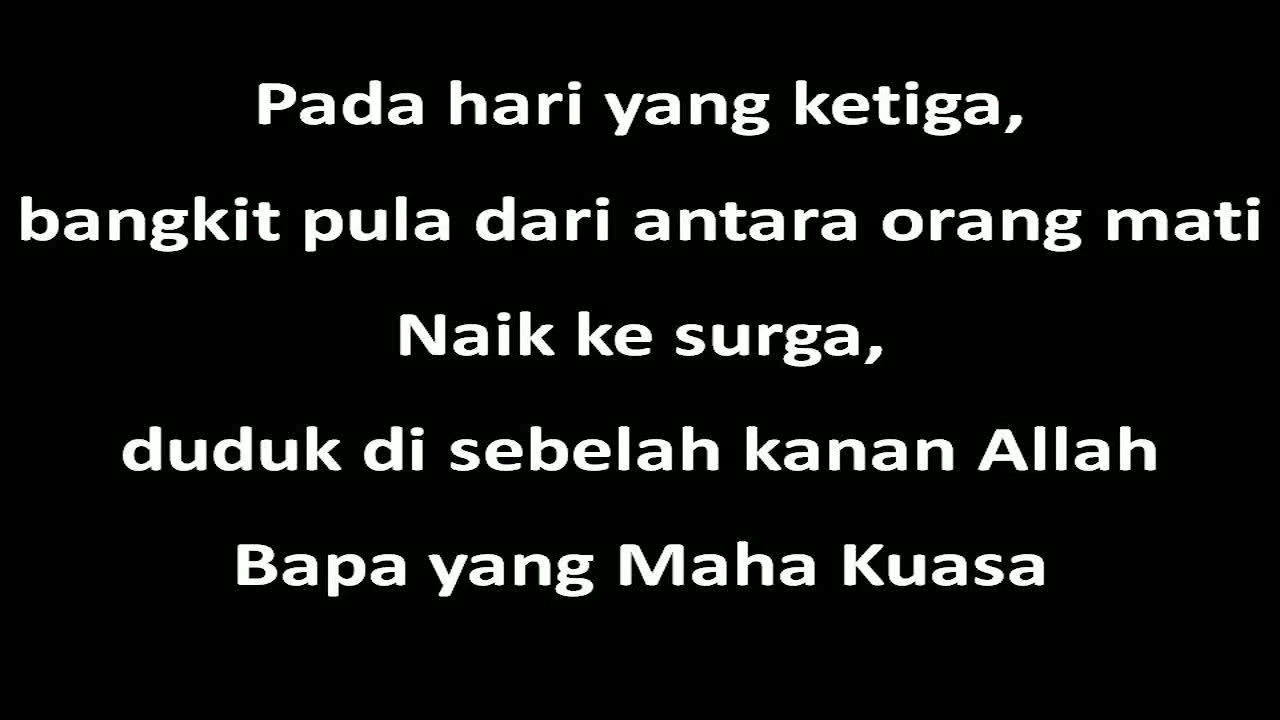 Pada hari yang ketiga,
bangkit pula dari antara orang mati
Naik ke surga,
duduk di sebelah kanan Allah
Bapa yang Maha Kuasa